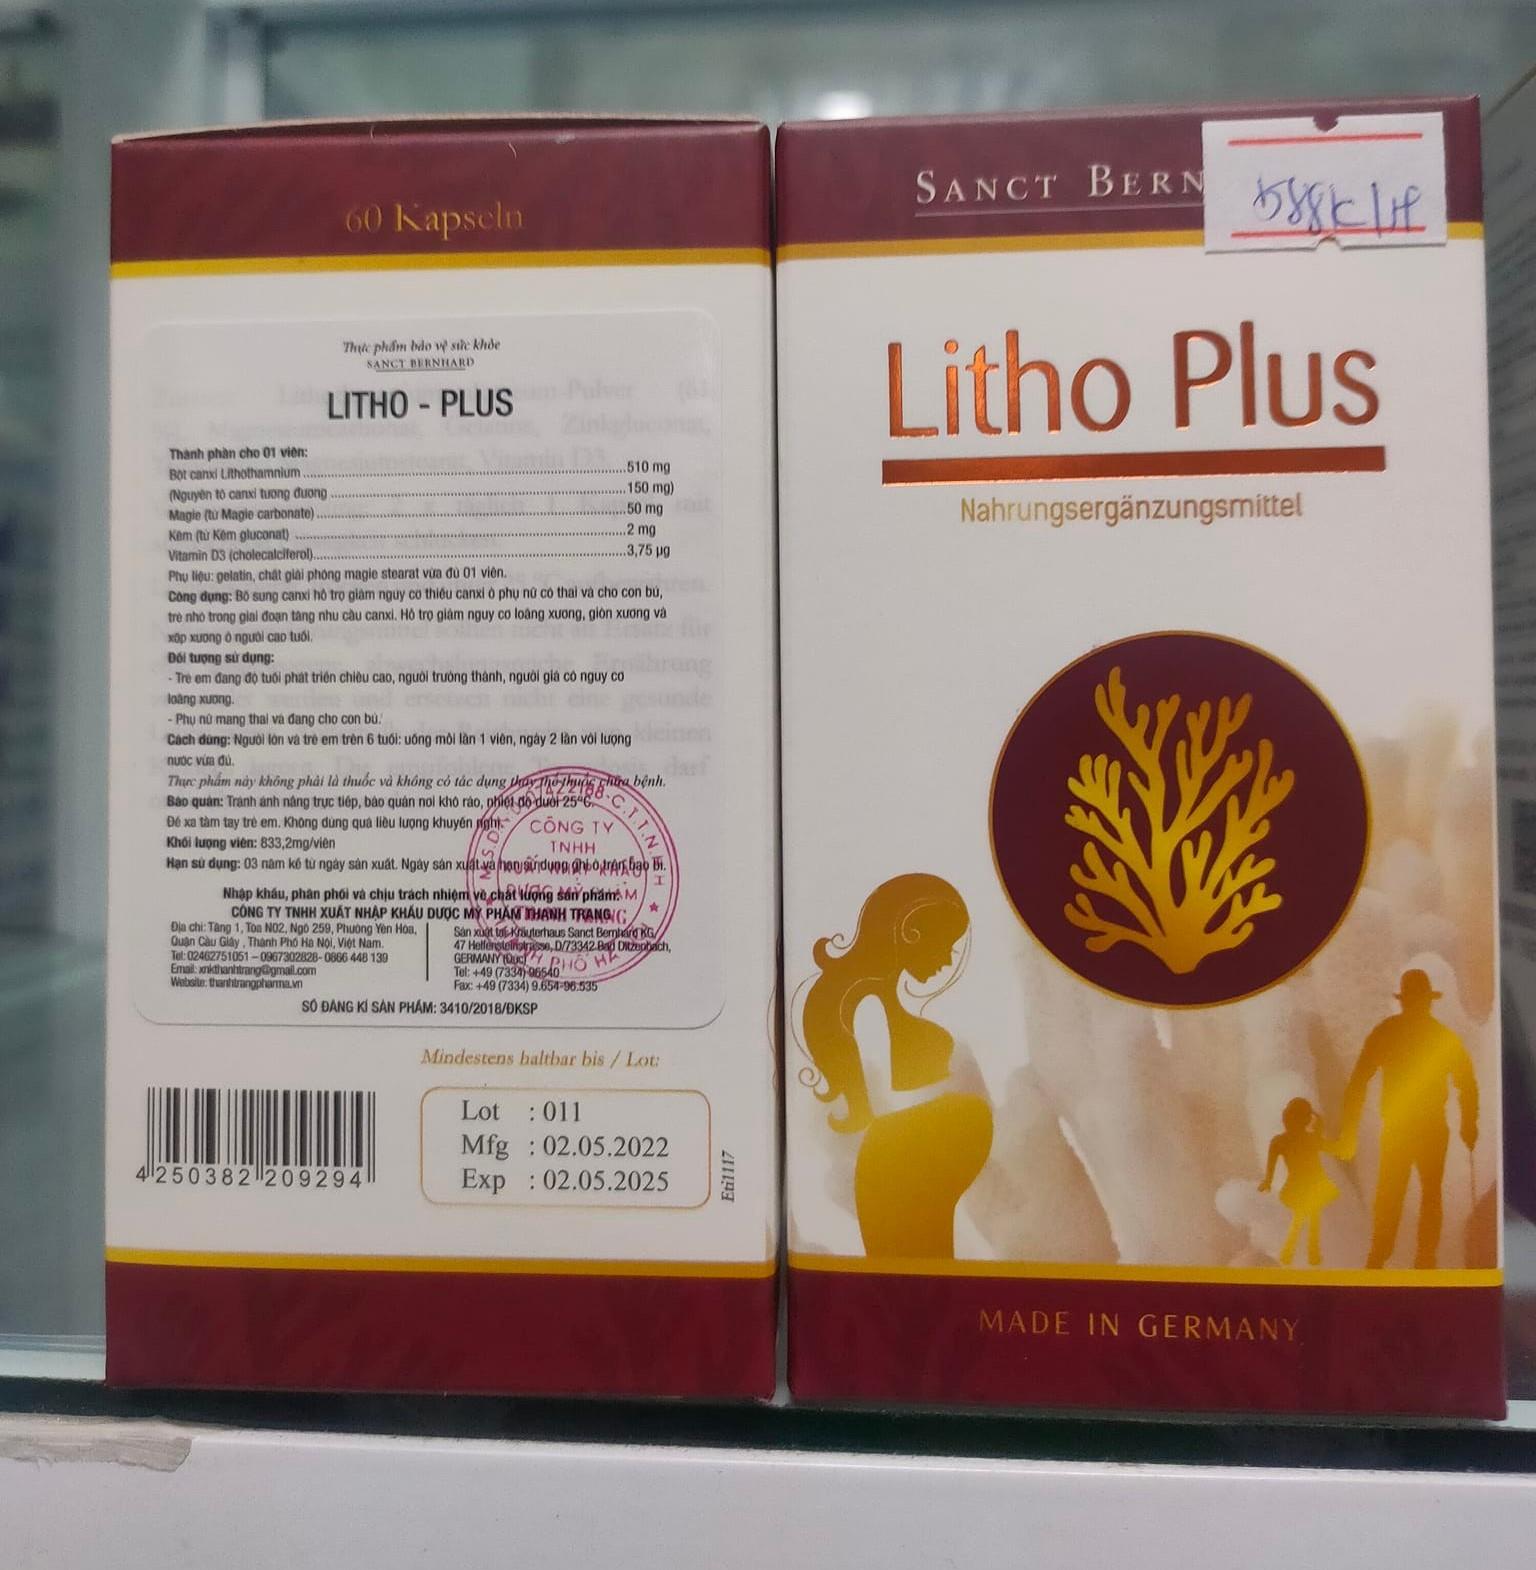 60 Kapseln
Thực phẩm bảo vệ sức khỏe
SANCT BERNHARD
LITHO - PLUS
Thành phần cho 01 viên:
Bột canxi Lithothamnium ........ 510 mg
(Nguyên tố canxi tương đương ........ 150 mg)
Magie (từ Magie carbonate) ........ 50 mg
Kẽm (từ Kẽm gluconat) ........ 2 mg
Vitamin D3 (cholecalciferol) ........ 3,75 µg
Phụ liệu: gelatin, chất giải phóng magie stearat vừa đủ 01 viên.
Công dụng: Bổ sung canxi hỗ trợ giảm nguy cơ thiếu canxi ở phụ nữ có thai và cho con bú,
trẻ nhỏ trong giai đoạn tăng nhu cầu canxi. Hỗ trợ giảm nguy cơ loãng xương, giòn xương và
xốp xương ở người cao tuổi.
Đối tượng sử dụng:
- Trẻ em đang độ tuổi phát triển chiều cao, người trưởng thành, người già có nguy cơ
loãng xương.
- Phụ nữ mang thai và đang cho con bú.
Cách dùng: Người lớn và trẻ em trên 6 tuổi: uống mỗi lần 1 viên, ngày 2 lần với lượng
nước vừa đủ.
Thực phẩm này không phải là thuốc và không có tác dụng thay thế thuốc chữa bệnh.
Bảo quản: Tránh ánh nắng trực tiếp, bảo quản nơi khô ráo, nhiệt độ dưới 25°C.
Để xa tầm tay trẻ em. Không dùng quá liều lượng khuyến nghị.
Khối lượng viên: 833,2mg/viên
Hạn sử dụng: 03 năm kể từ ngày sản xuất. Ngày sản xuất và hạn sử dụng ghi ở trên bao bì.
Nhập khẩu, phân phối và chịu trách nhiệm về chất lượng sản phẩm:
CÔNG TY TNHH XUẤT NHẬP KHẨU DƯỢC MỸ PHẨM THANH TRANG
Địa chỉ: Tầng 1, Tòa N02, Ngõ 259, Phường Yên Hòa,
Quận Cầu Giấy , Thành Phố Hà Nội, Việt Nam.
Tel: 02462751051 – 0967302828- 0866 448 139
Email: xnkthanhtrang@gmail.com
Website: thanhtrangpharma.vn
Sản xuất tại: Kräuterhaus Sanct Bernhard KG,
47 Helfensteinstrasse, D/73342 Bad Ditzenbach,
GERMANY (Đức)
Tel: +49 (7334) 96540
Fax: +49 (7334) 9.654-96.535
SỐ ĐĂNG KÍ SẢN PHẨM: 3410/2018/ĐKSP
CÔNG TY
TNHH
Mindestens haltbar bis / Lot:
Lot : 011
Mfg : 02.05.2022
Exp : 02.05.2025
Eti1117
4 250382 209294
SANCT BERN
588K/H
Litho Plus
Nahrungsergänzungsmittel
MADE IN GERMANY